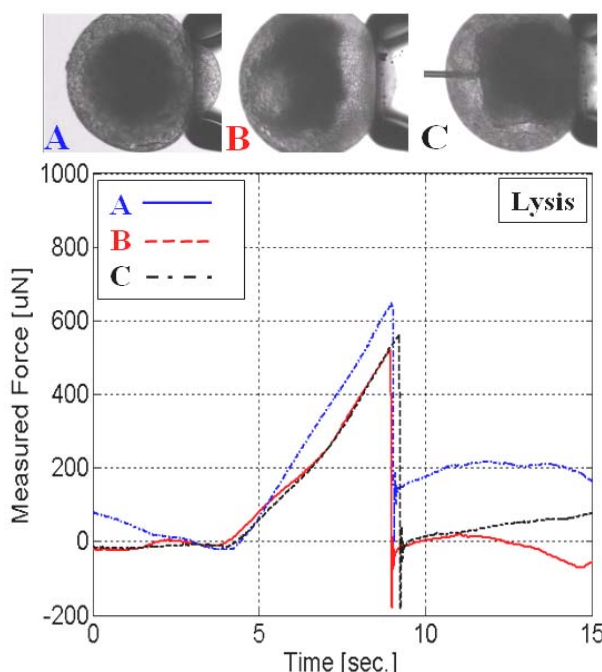 A B C
Lysis
A
B
C
1000
800
600
400
200
0
-200
0 5 10 15
Measured Force [uN]
Time [sec.]